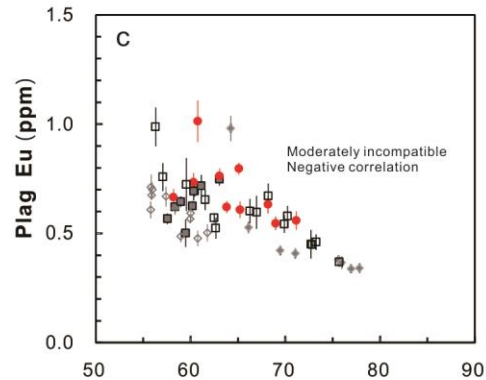 1.5
C
1.0
Moderately incompatible
Negative correlation
Plag Eu (ppm)
0.5
0.0
50 60 70 80 90